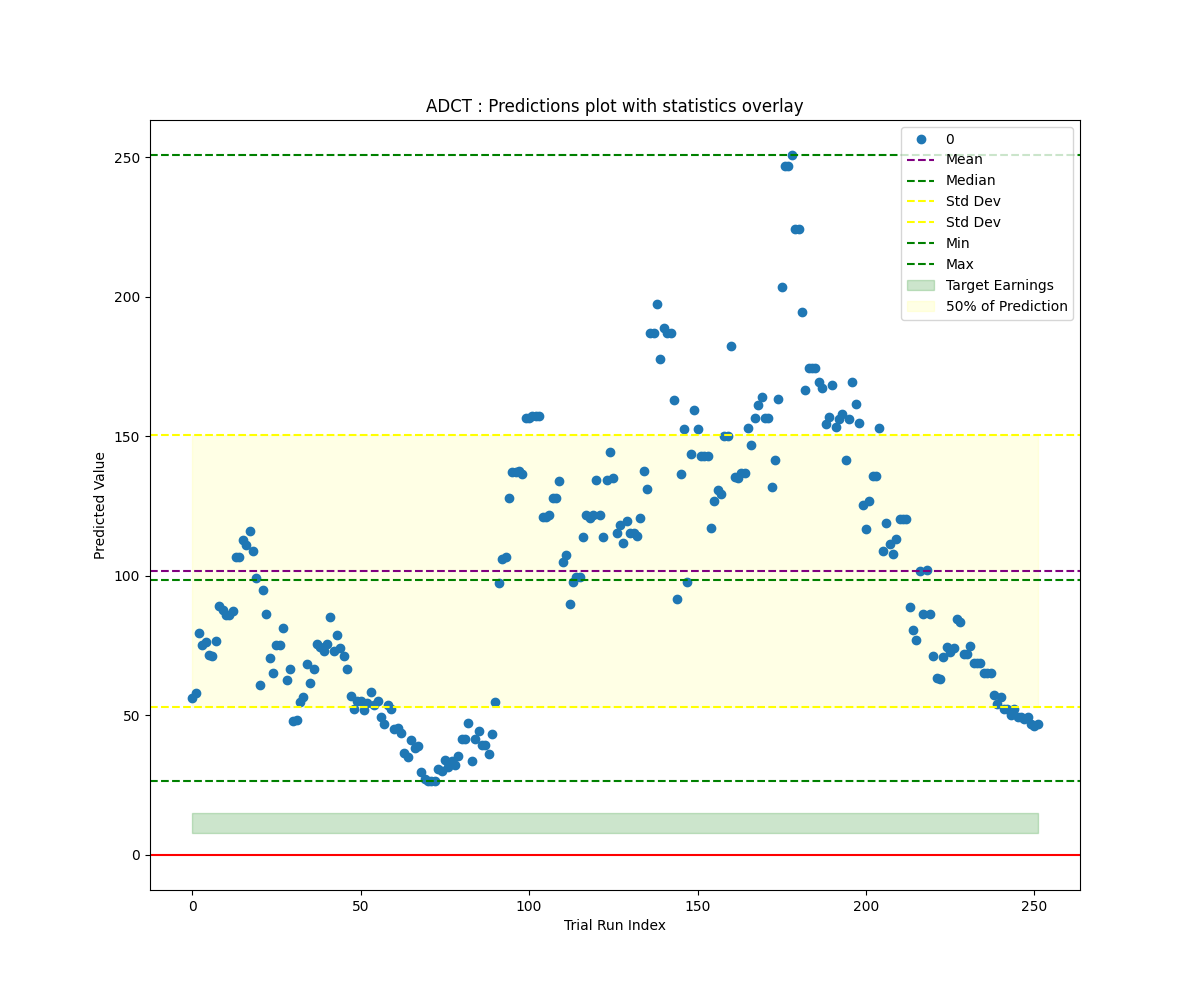 ADCT : Predictions plot with statistics overlay
250
200
150
100
50
0
Predicted Value
0
Mean
Median
Std Dev
Std Dev
Min
Max
Target Earnings
50% of Prediction
0 50 100 150 200 250
Trial Run Index